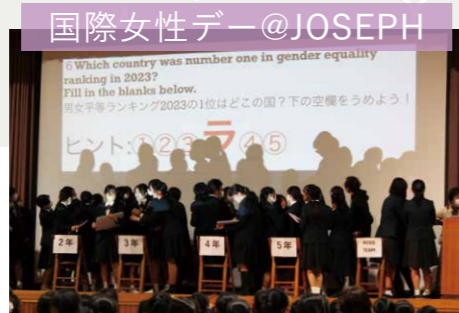 国際女性デー@JOSEPH
6 Which country was number one in gender equality
ranking in 2023?
Fill in the blanks below.
男女平等ランキング2023の1位はどこの国?下の空欄をうめよう!
ヒント:①②③ラ④⑤
2年
3年
4年
5年
TEAM